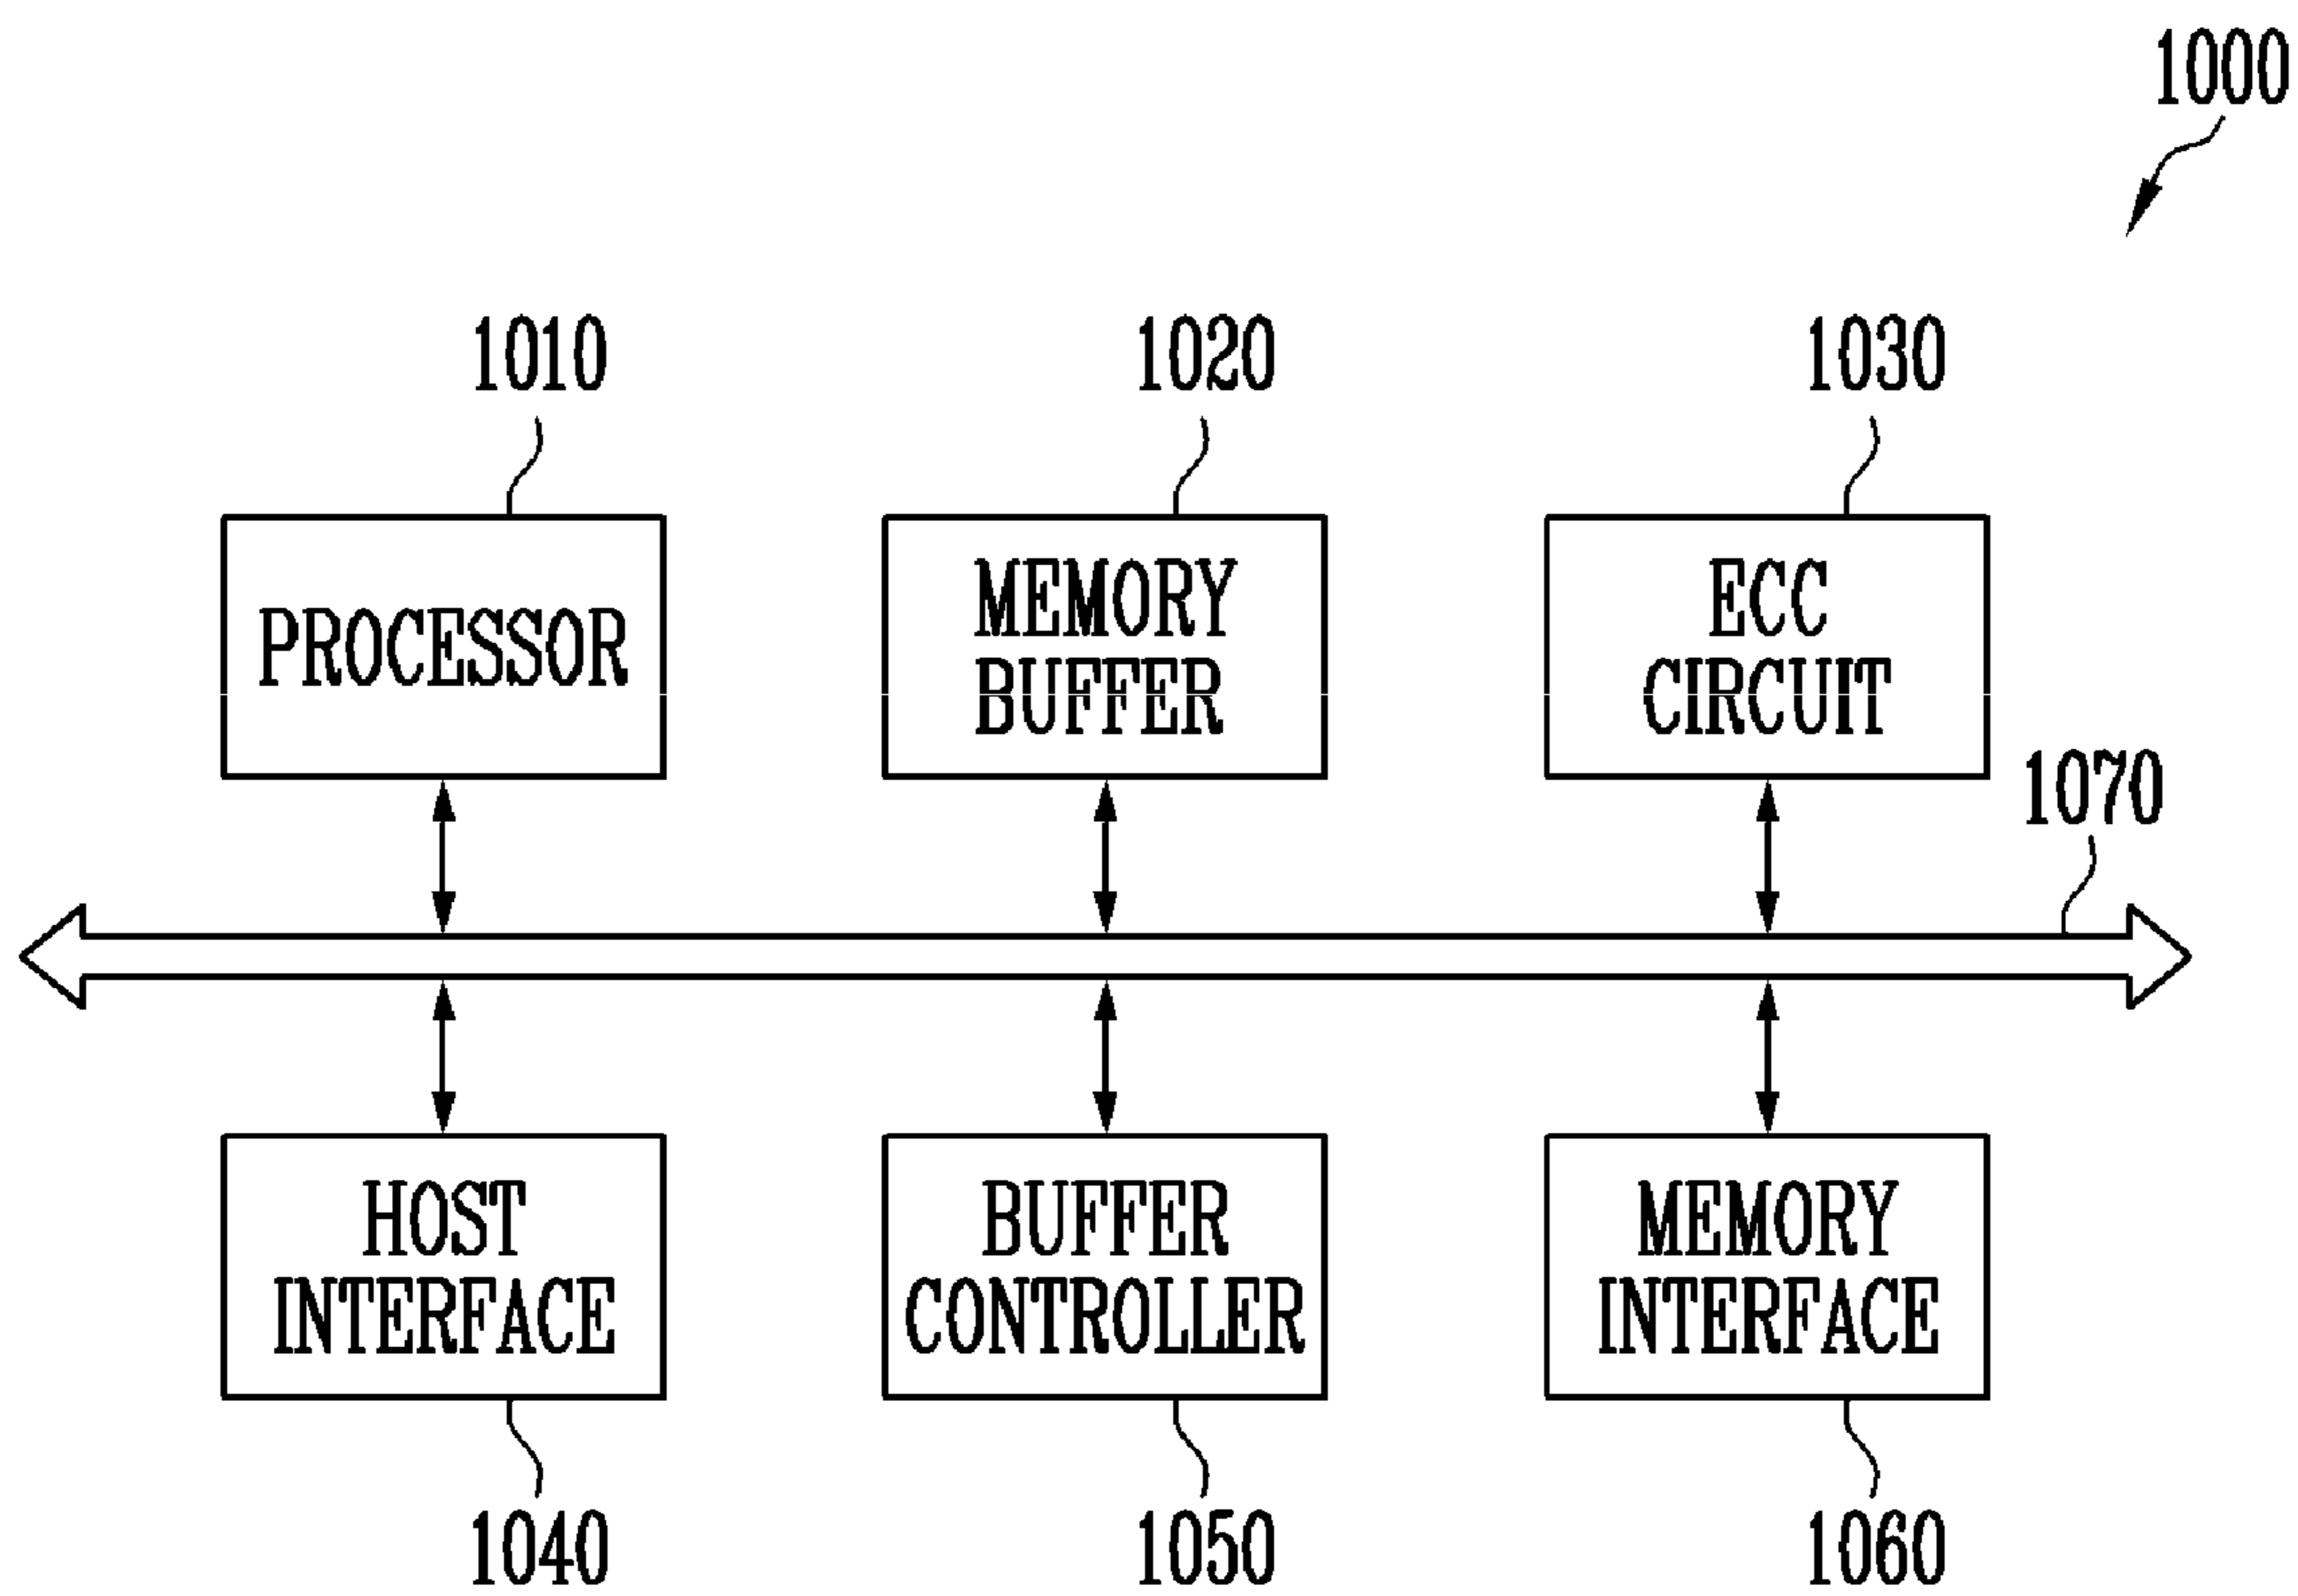 1000
1010
1020
1030
PROCESSOR
MEMORY
BUFFER
ECC
CIRCUIT
1070
HOST
INTERFACE
BUFFER
CONTROLLER
MEMORY
INTERFACE
1040
1050
1060